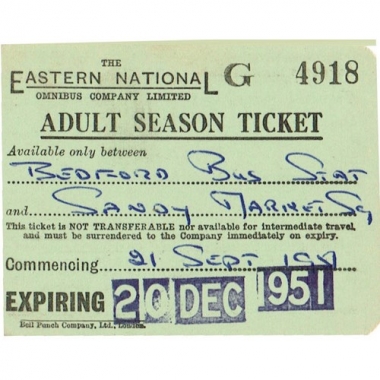 THE
EASTERN NATIONAL G 4918
OMNIBUS COMPANY LIMITED
ADULT SEASON TICKET
Available only between
BEDFORD BUS STAT
and SANDY MARKET SQ
This ticket is NOT TRANSFERABLE nor available for intermediate travel,
and must be surrendered to the Company immediately on expiry.
Commencing 21 SEPT 1951
EXPIRING 20 DEC 1951
Bell Punch Company, Ltd., London.